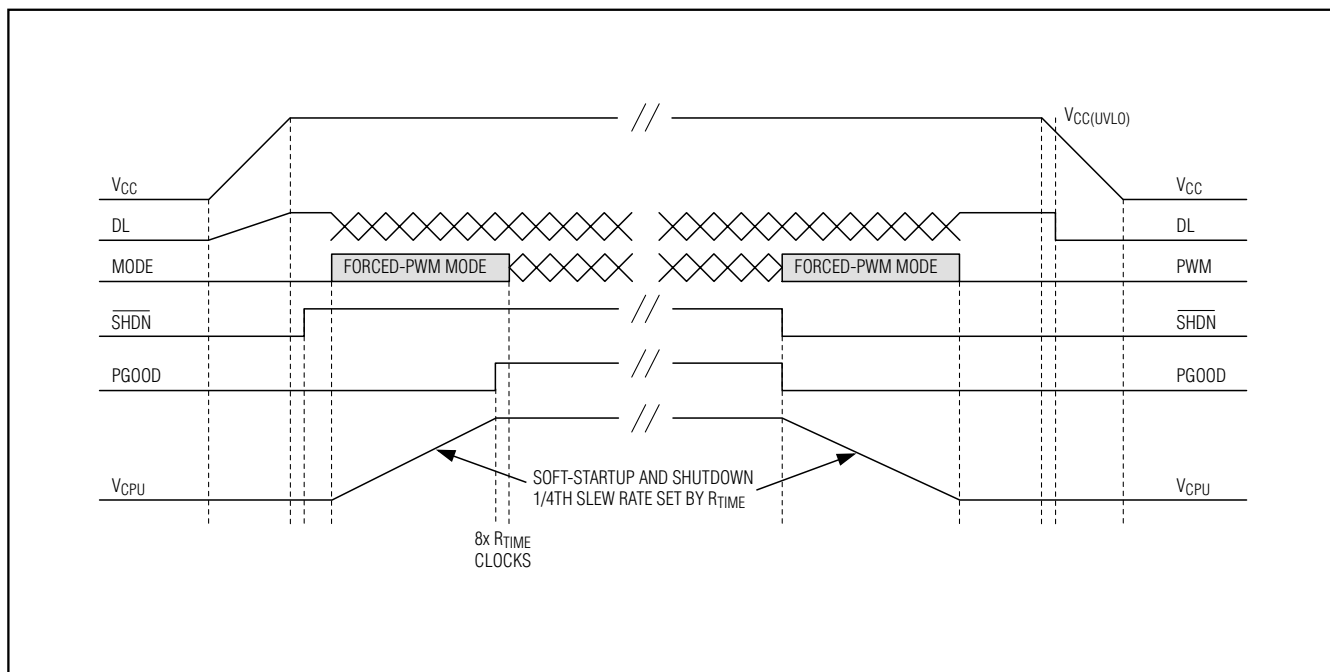 VCC(UVLO)
VCC VCC
DL DL
MODE FORCED-PWM MODE FORCED-PWM MODE PWM
SHDN SHDN
PGOOD PGOOD
SOFT-STARTUP AND SHUTDOWN
1/4TH SLEW RATE SET BY RTIME
VCPU VCPU
8x RTIME
CLOCKS